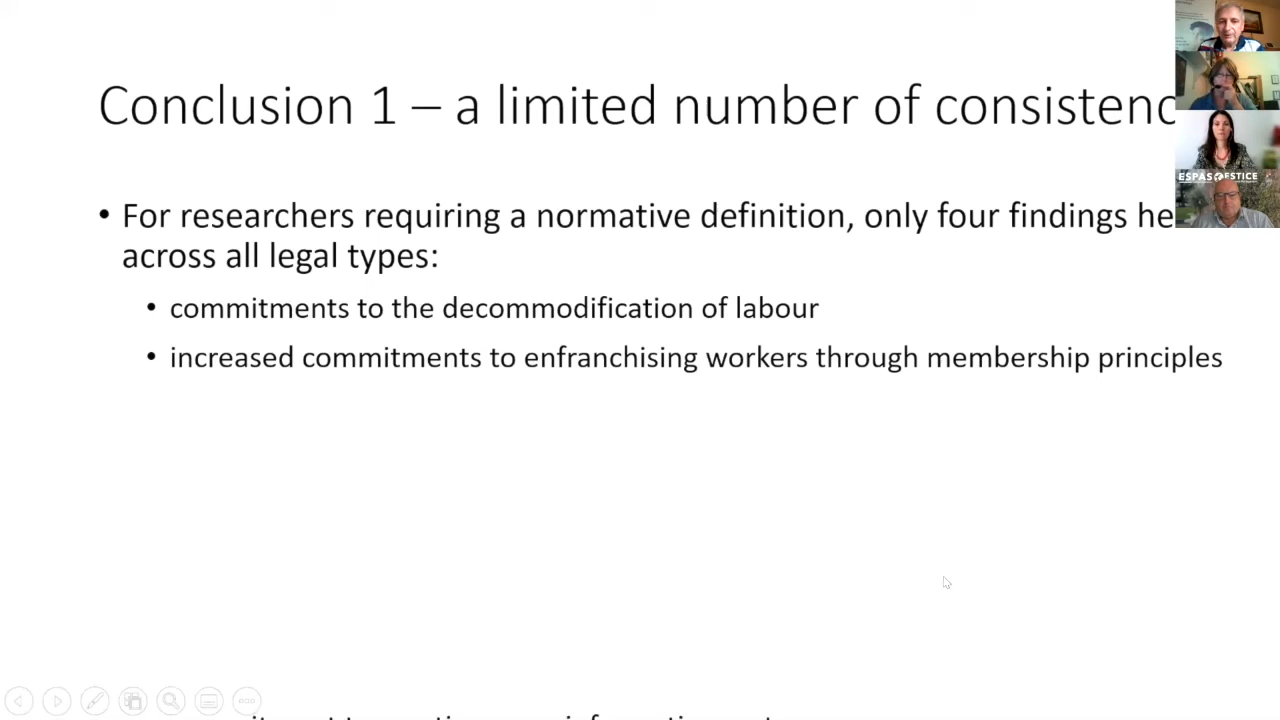 Conclusion 1 – a limited number of consistenc
• For researchers requiring a normative definition, only four findings he
across all legal types:
• commitments to the decommodification of labour
• increased commitments to enfranchising workers through membership principles
ESPAS ESTICE